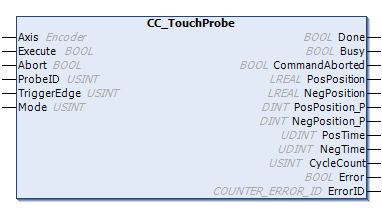 CC_TouchProbe
Axis Encoder BOOL Done
Execute BOOL BOOL Busy
Abort BOOL BOOL CommandAborted
ProbeID USINT LREAL PosPosition
TriggerEdge USINT LREAL NegPosition
Mode USINT DINT PosPosition_P
DINT NegPosition_P
UDINT PosTime
UDINT NegTime
USINT CycleCount
BOOL Error
COUNTER_ERROR_ID ErrorID